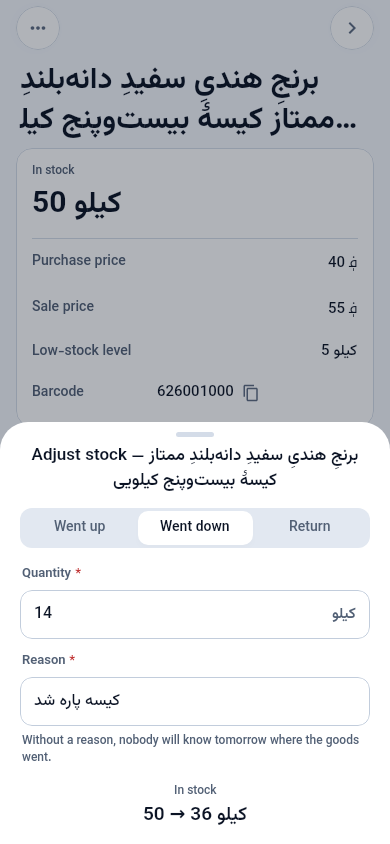 برنجِ هندیِ سفیدِ دانه‌بلندِ
ممتاز کیسهٔ بیست‌وپنج کیل…
In stock
50 کیلو
Purchase price
40 ؋
Sale price
55 ؋
Low-stock level
5 کیلو
Barcode
626001000
Adjust stock — برنجِ هندیِ سفیدِ دانه‌بلندِ ممتاز
کیسهٔ بیست‌وپنج کیلویی
Went up
Went down
Return
Quantity *
14 کیلو
Reason *
کیسه پاره شد
Without a reason, nobody will know tomorrow where the goods
went.
In stock
50 → 36 کیلو